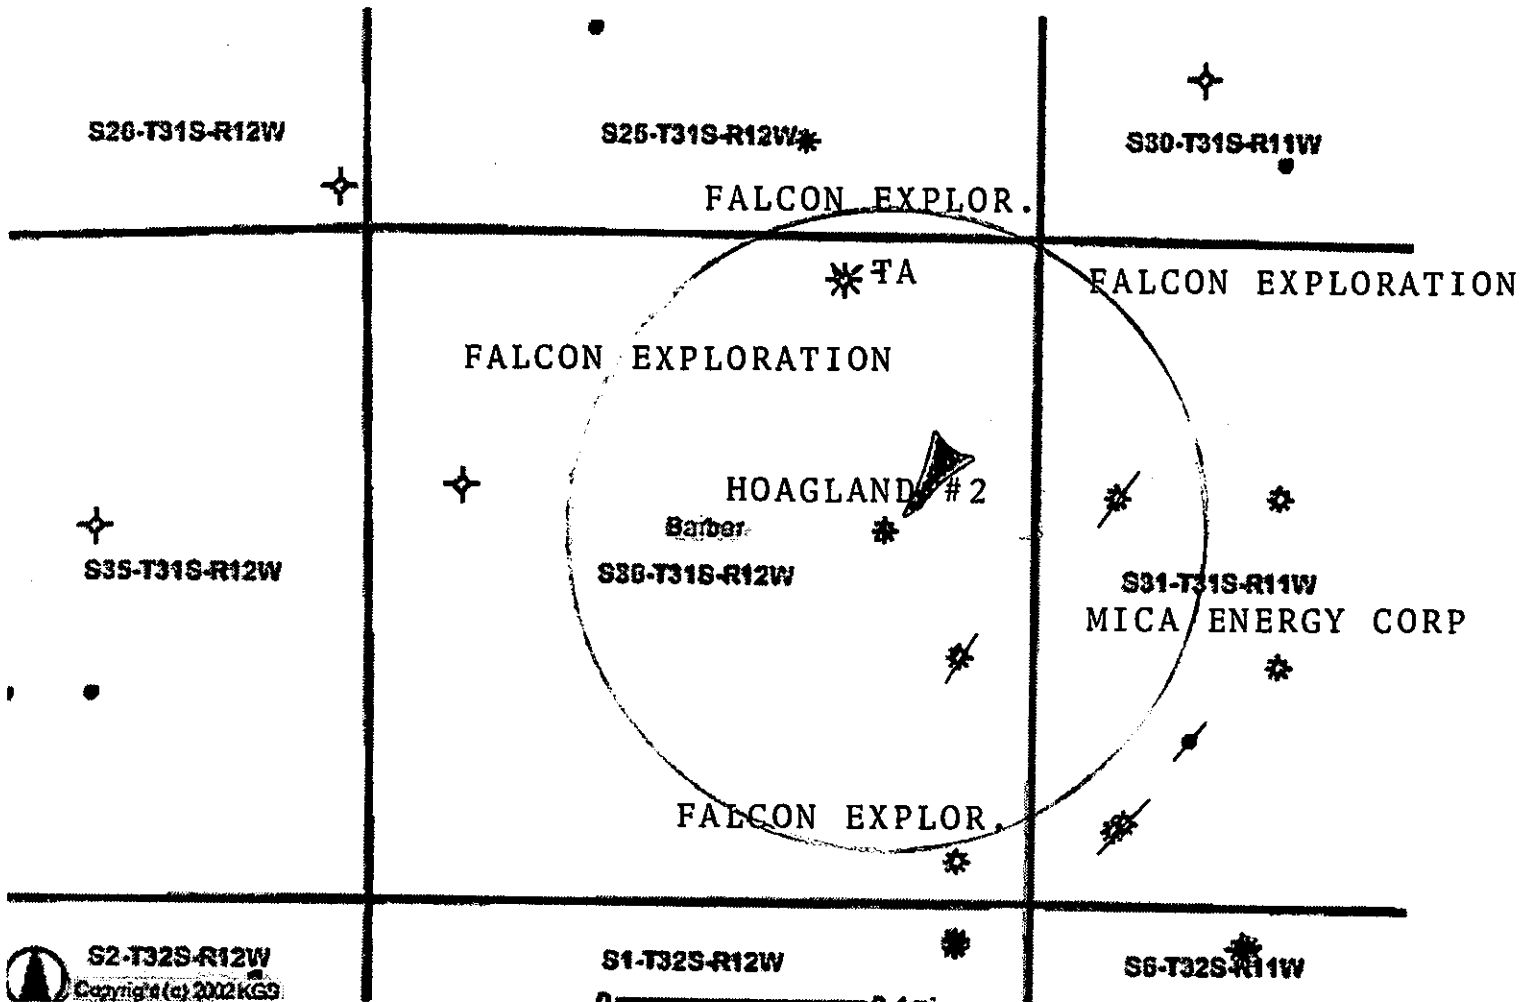 S26-T31S-R12W
S25-T31S-R12W
S30-T31S-R11W
FALCON EXPLOR.
TA
FALCON EXPLORATION
FALCON EXPLORATION
HOAGLAND #2
Barber
S35-T31S-R12W
S36-T31S-R12W
S31-T31S-R11W
MICA ENERGY CORP
FALCON EXPLOR.
S2-T32S-R12W
S1-T32S-R12W
S6-T32S-R11W
Copyright (c) 2002 KGS